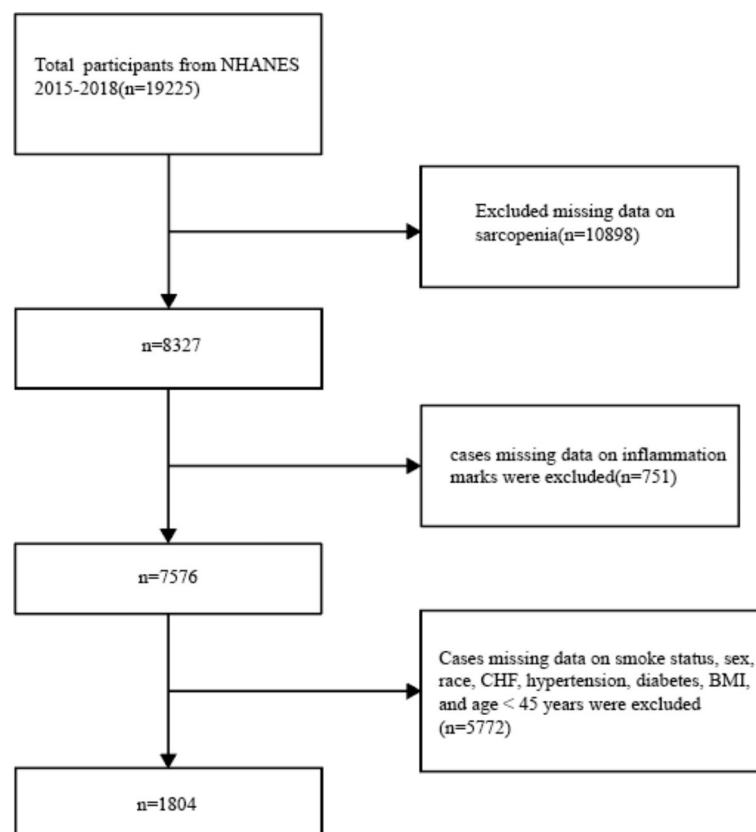 Total participants from NHANES
2015-2018(n=19225)
Excluded missing data on
sarcopenia(n=10898)
n=8327
cases missing data on inflammation
marks were excluded(n=751)
n=7576
Cases missing data on smoke status, sex,
race, CHF, hypertension, diabetes, BMI,
and age < 45 years were excluded
(n=5772)
n=1804